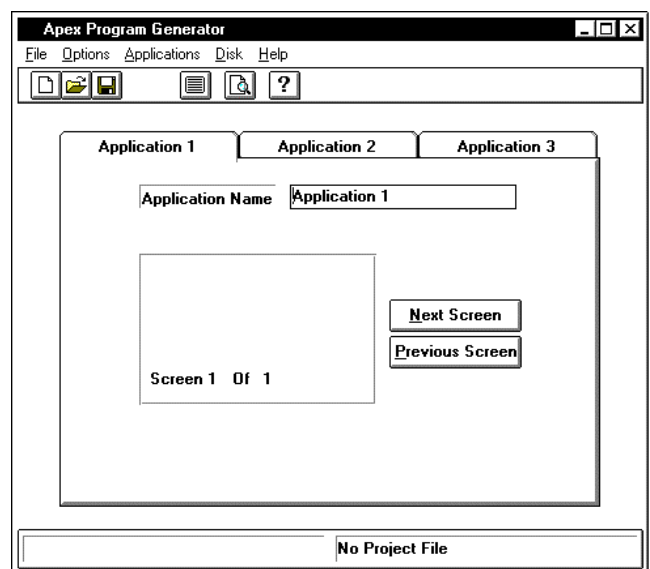 Apex Program Generator
File Options Applications Disk Help
?
Application 1 Application 2 Application 3
Application Name Application 1
Next Screen
Previous Screen
Screen 1 Of 1
No Project File